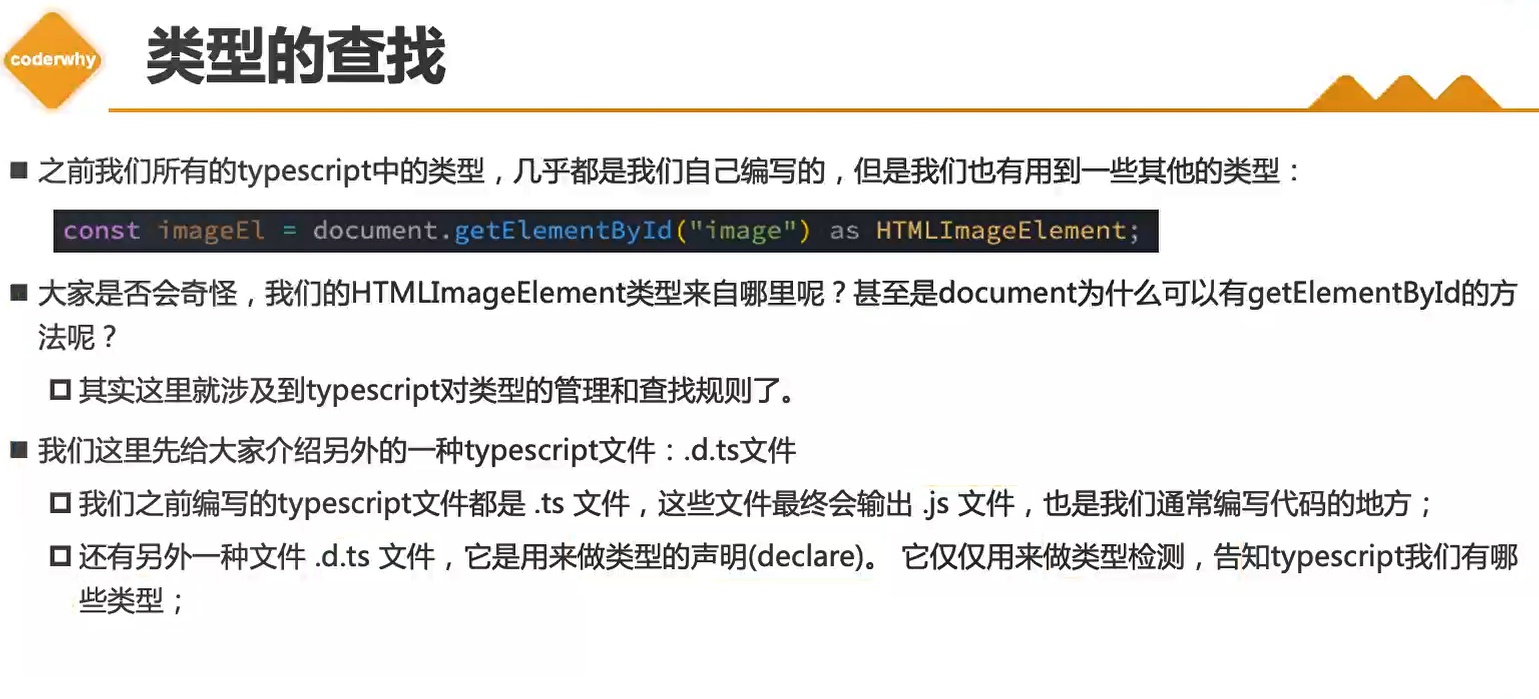 coderwhy
类型的查找
之前我们所有的typescript中的类型，几乎都是我们自己编写的，但是我们也有用到一些其他的类型：
const imageEl = document.getElementById("image") as HTMLImageElement;
大家是否会奇怪，我们的HTMLImageElement类型来自哪里呢？甚至是document为什么可以有getElementById的方
法呢？
其实这里就涉及到typescript对类型的管理和查找规则了。
我们这里先给大家介绍另外的一种typescript文件：.d.ts文件
我们之前编写的typescript文件都是 .ts 文件，这些文件最终会输出 .js 文件，也是我们通常编写代码的地方；
还有另外一种文件 .d.ts 文件，它是用来做类型的声明(declare)。 它仅仅用来做类型检测，告知typescript我们有哪
些类型；